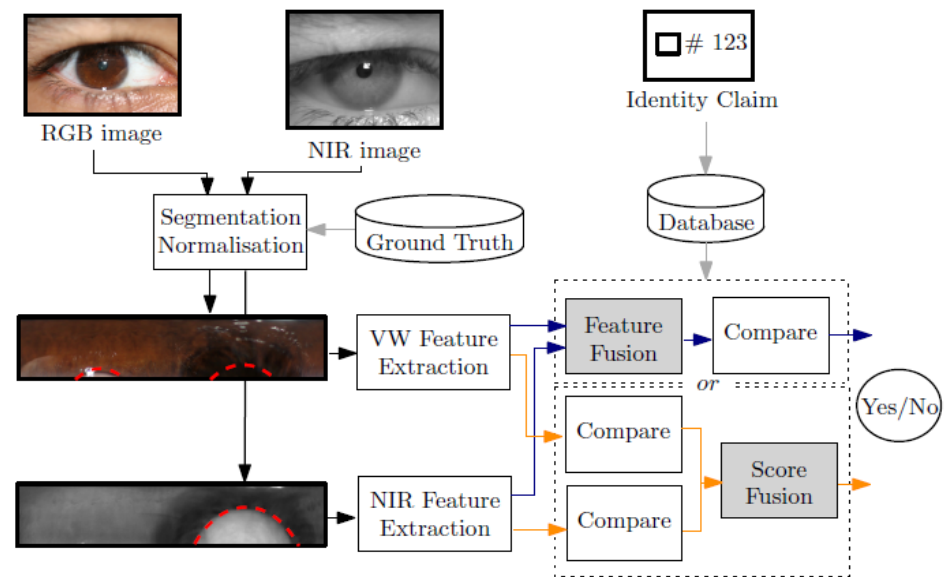 # 123
Identity Claim
RGB image
NIR image
Segmentation
Normalisation
Ground Truth
Database
VW Feature
Extraction
Feature
Fusion
Compare
or
Yes/No
Compare
Score
Fusion
NIR Feature
Extraction
Compare